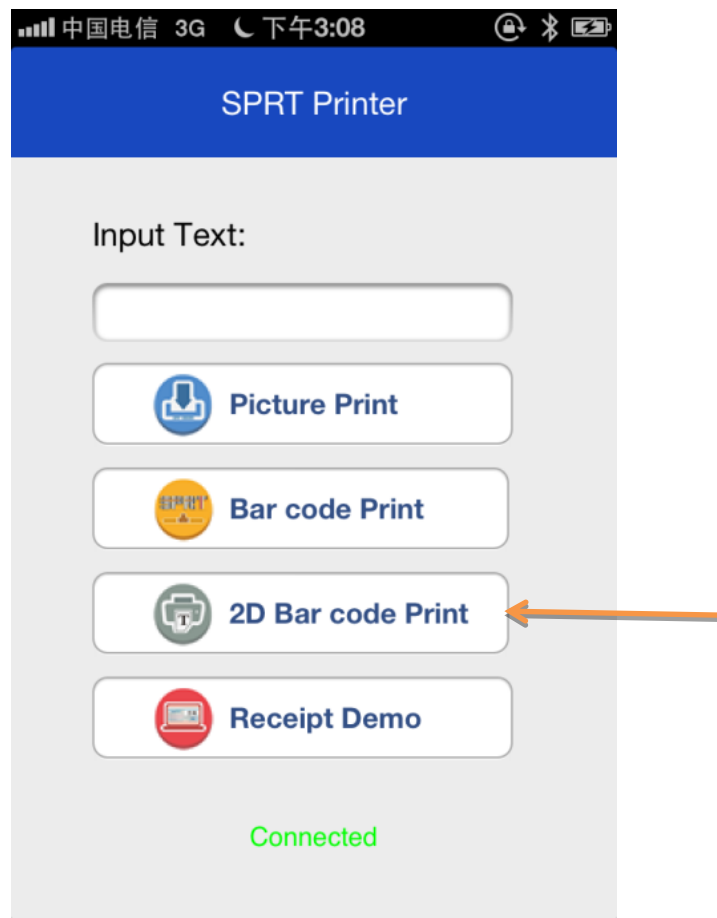 中国电信 3G 下午3:08
SPRT Printer
Input Text:
Picture Print
SPRT
Bar code Print
T
2D Bar code Print
Receipt Demo
Connected